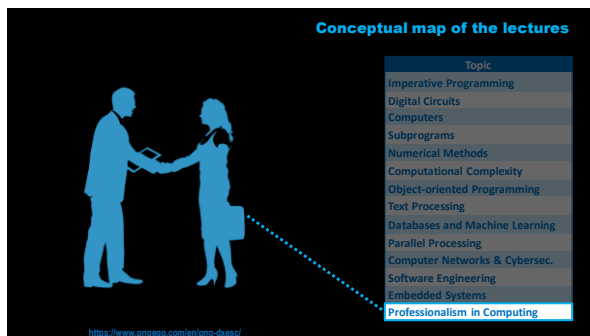 Conceptual map of the lectures
Topic
Imperative Programming
Digital Circuits
Computers
Subprograms
Numerical Methods
Computational Complexity
Object-oriented Programming
Text Processing
Databases and Machine Learning
Parallel Processing
Computer Networks & Cybersec.
Software Engineering
Embedded Systems
Professionalism in Computing
https://www.pngegg.com/en/png-dxesc/